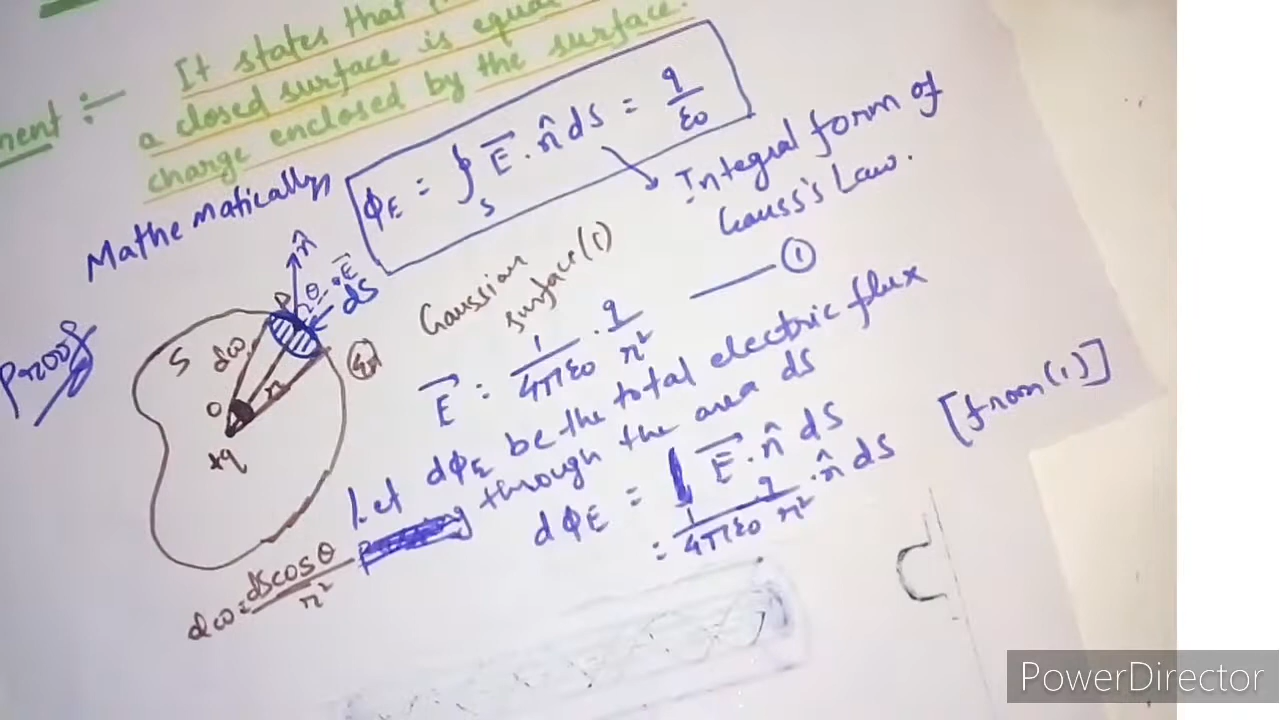 It states that
a closed surface is equal
ment :- charge enclosed by the surface.
Mathematically,
ϕE = ∮S E⃗ . n̂ ds = q/ε0
Integral form of
Gauss's Law.
①
Gaussian
surface(1)
Proof
n̂
P θ E⃗
ds
S dω
r
O
+q
E⃗ = 1/4πε0 . q/r²
Let dϕE be the total electric flux
through the area ds
dϕE = E⃗ . n̂ ds
= 1/4πε0 q/r² . n̂ ds [from(1)]
dω = ds cosθ/r²
PowerDirector